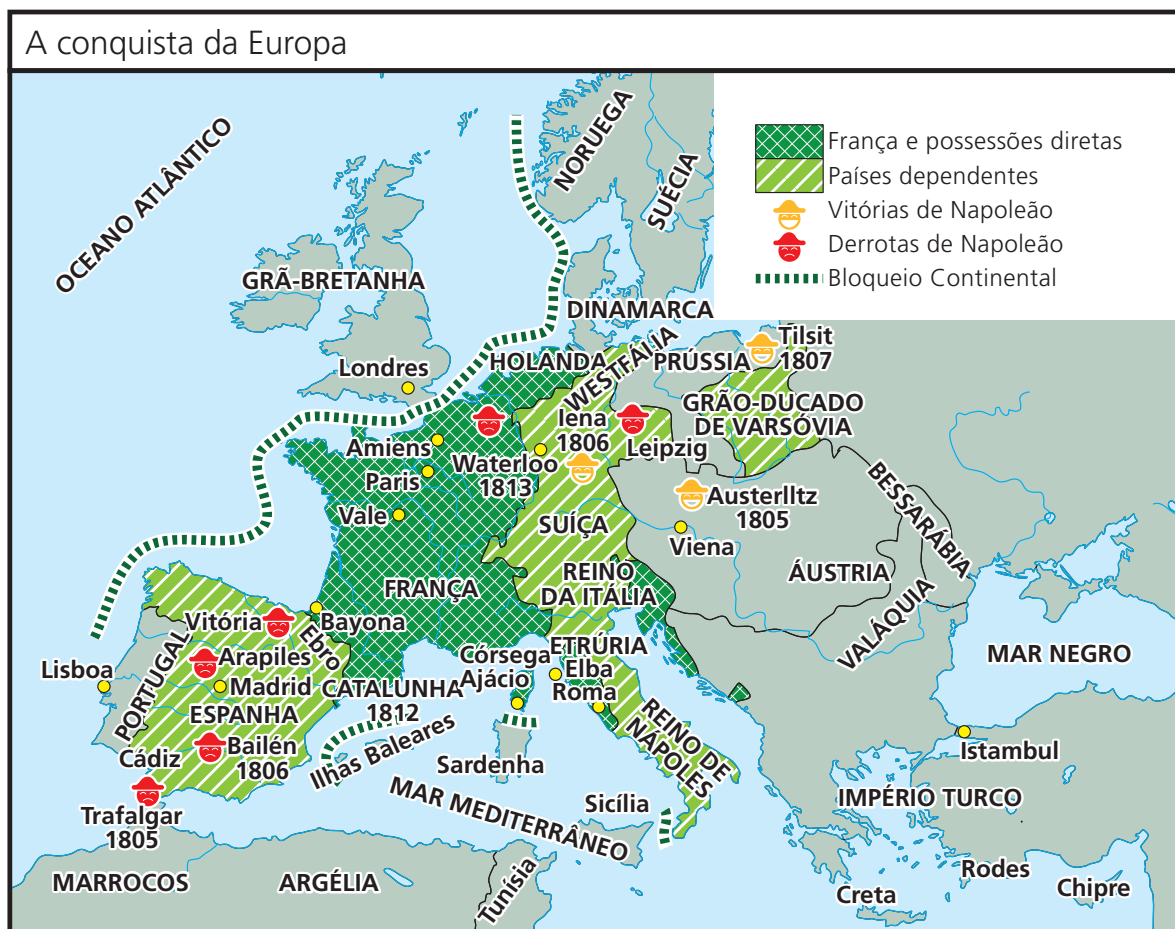 A conquista da Europa
França e possessões diretas
Países dependentes
Vitórias de Napoleão
Derrotas de Napoleão
Bloqueio Continental
OCEANO ATLÂNTICO
NORUEGA
SUÉCIA
GRÃ-BRETANHA
DINAMARCA
Londres
HOLANDA
WESTFÁLIA
PRÚSSIA
Tilsit
1807
GRÃO-DUCADO
DE VARSÓVIA
Iena
1806
Leipzig
Amiens
Paris
Waterloo
1813
Vale
Austerlltz
1805
Viena
SUÍÇA
BESSARÁBIA
ÁUSTRIA
VALÁQUIA
FRANÇA
REINO
DA ITÁLIA
Vitória
Bayona
EBRO
ETRÚRIA
MAR NEGRO
Lisboa
PORTUGAL
Arapiles
Madrid
CATALUNHA
1812
Córsega
Ajácio
Elba
Roma
ESPANHA
REINO DE
NÁPOLES
Cádiz
Bailén
1806
Ilhas Baleares
Sardenha
Istambul
Trafalgar
1805
MAR MEDITERRÂNEO
Sicília
IMPÉRIO TURCO
MARROCOS
ARGÉLIA
Tunísia
Creta
Rodes
Chipre